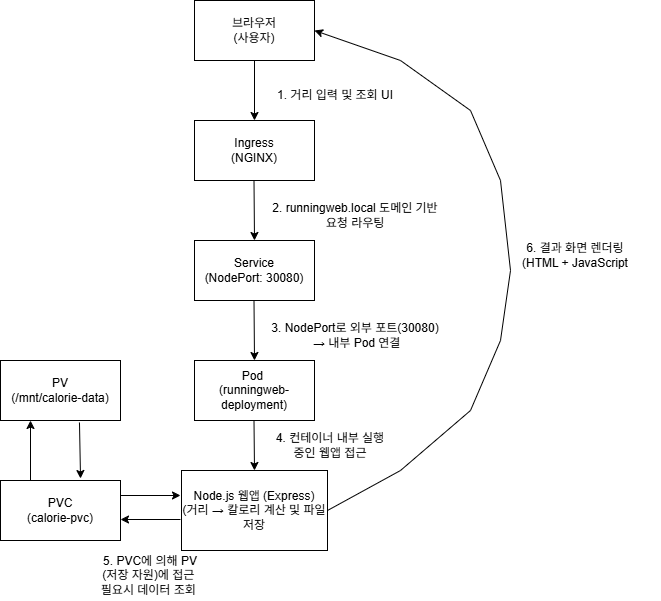 브라우저
(사용자)
1. 거리 입력 및 조회 UI
Ingress
(NGINX)
2. runningweb.local 도메인 기반
요청 라우팅
Service
(NodePort: 30080)
6. 결과 화면 렌더링
(HTML + JavaScript
3. NodePort로 외부 포트(30080)
→ 내부 Pod 연결
PV
(/mnt/calorie-data)
Pod
(runningweb-
deployment)
4. 컨테이너 내부 실행
중인 웹앱 접근
PVC
(calorie-pvc)
Node.js 웹앱 (Express)
(거리 → 칼로리 계산 및 파일
저장
5. PVC에 의해 PV
(저장 자원)에 접근
필요시 데이터 조회